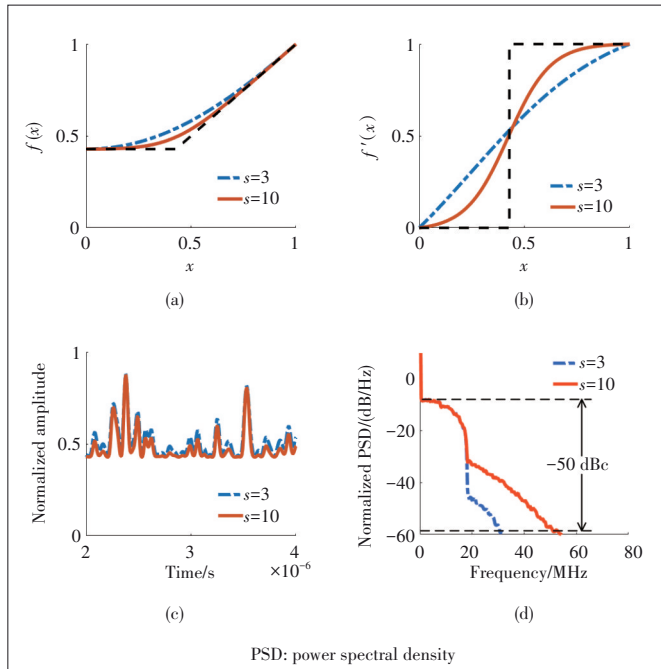 1
0.5
0
f(x)
s=3
s=10
0
0.5
1
x
(a)
1
0.5
0
f'(x)
s=3
s=10
0
0.5
1
x
(b)
1
0.5
0
Normalized amplitude
s=3
s=10
2
3
4
Time/s
×10⁻⁶
(c)
0
−20
−40
−60
Normalized PSD/(dB/Hz)
s=3
s=10
−50 dBc
0
20
40
60
80
Frequency/MHz
(d)
PSD: power spectral density